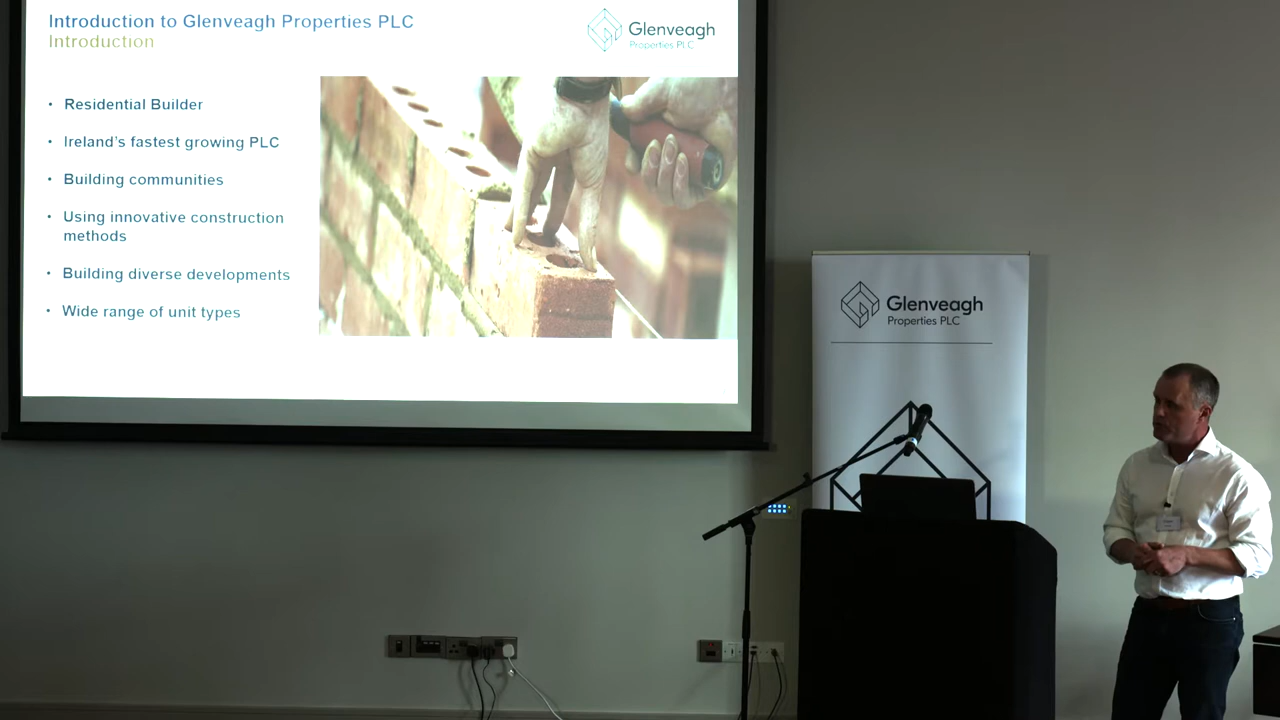 Introduction to Glenveagh Properties PLC
Introduction
Glenveagh
Properties PLC
• Residential Builder
• Ireland's fastest growing PLC
• Building communities
• Using innovative construction
methods
• Building diverse developments
• Wide range of unit types
Glenveagh
Properties PLC